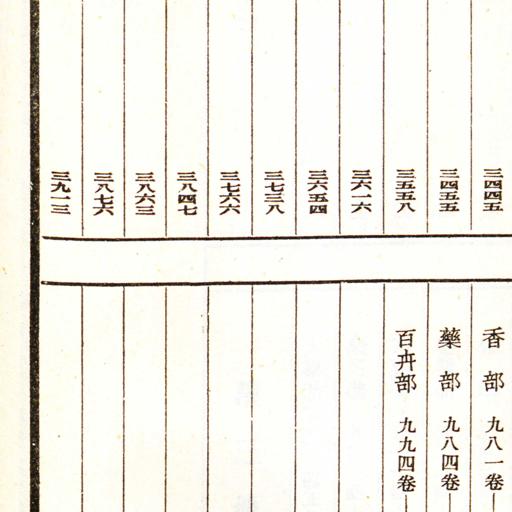 三四四五
三四五五
三五五八
三六一六
三六五四
三七三八
三七六六
三八四七
三八六三
三八七六
三九一三
香部　九八一卷—
藥部　九八四卷—
百卉部　九九四卷—